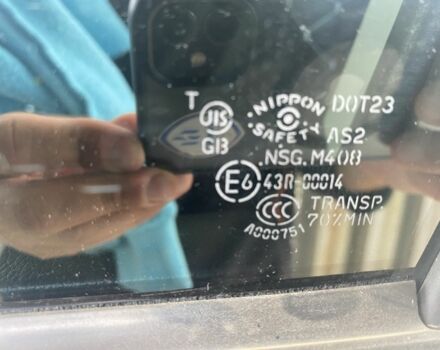 T
JIS
GB
NIPPON
SAFETY
DOT23
AS2
NSG. M408
E6 43R-00014
CCC TRANSP.
70%MIN
A000751